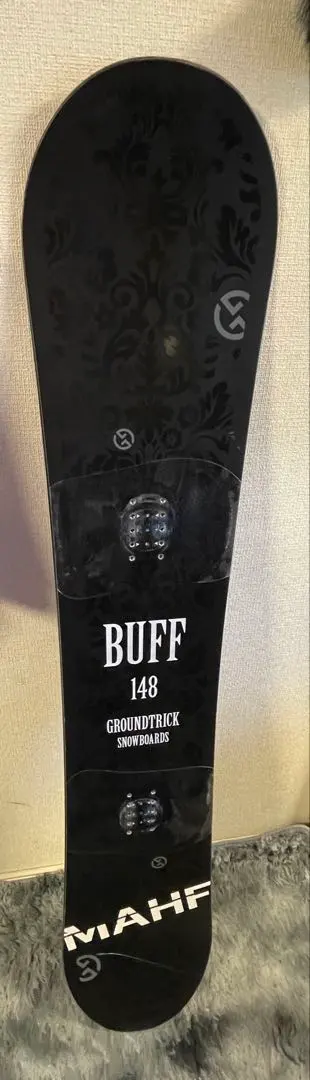 BUFF
148
GROUNDTRICK
SNOWBOARDS
MAHF